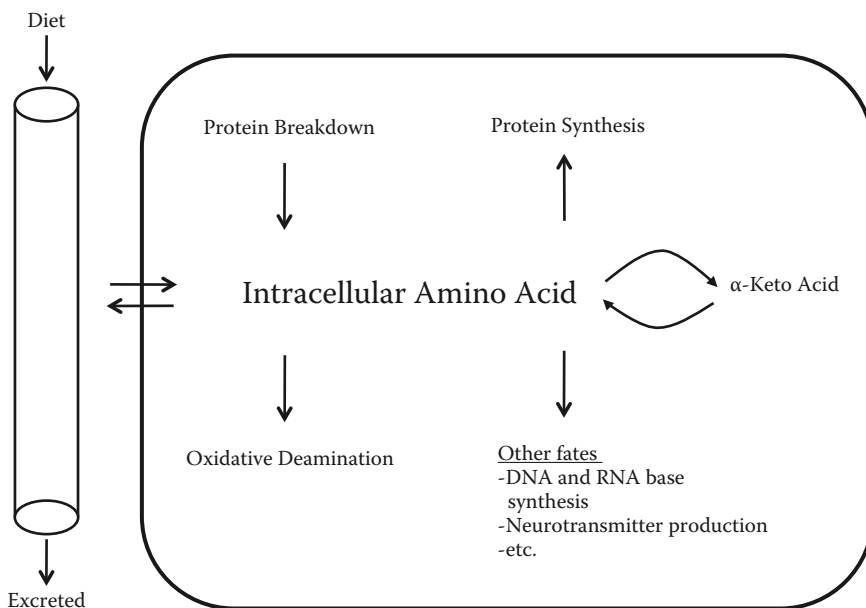 Diet
Protein Breakdown
Protein Synthesis
Intracellular Amino Acid
α-Keto Acid
Oxidative Deamination
Other fates
-DNA and RNA base
synthesis
-Neurotransmitter production
-etc.
Excreted